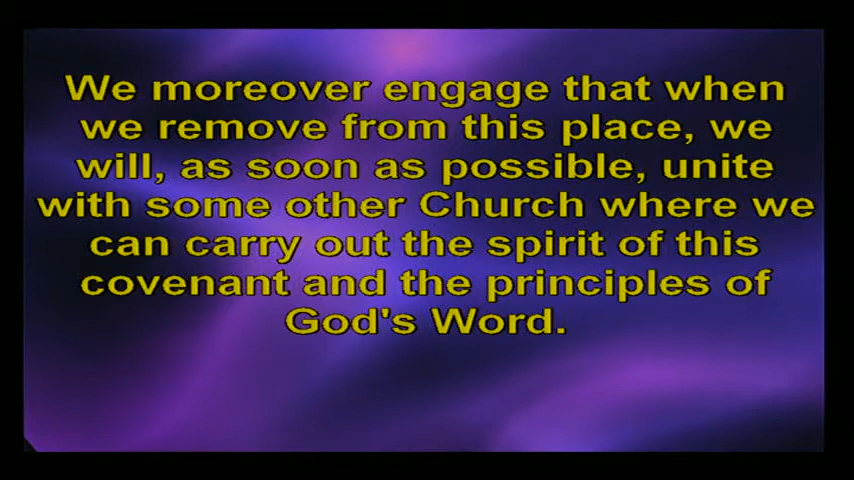 We moreover engage that when
we remove from this place, we
will, as soon as possible, unite
with some other Church where we
can carry out the spirit of this
covenant and the principles of
God's Word.